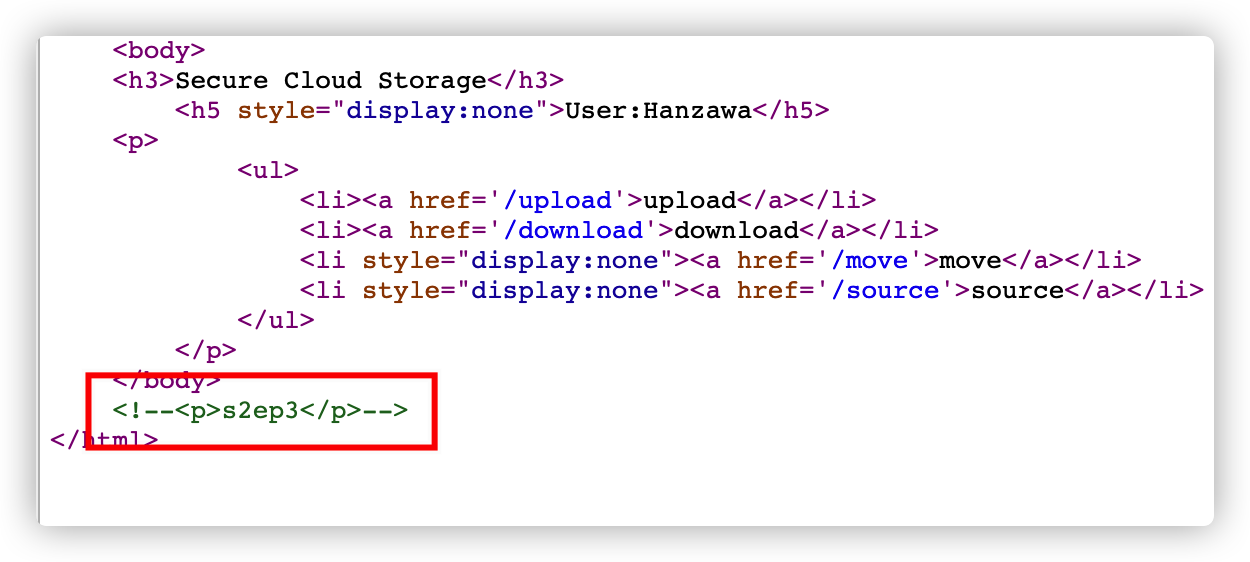 <body>
<h3>Secure Cloud Storage</h3>
<h5 style="display:none">User:Hanzawa</h5>
<p>
<ul>
<li><a href='/upload'>upload</a></li>
<li><a href='/download'>download</a></li>
<li style="display:none"><a href='/move'>move</a></li>
<li style="display:none"><a href='/source'>source</a></li>
</ul>
</p>
</body>
<!--<p>s2ep3</p>-->
</html>